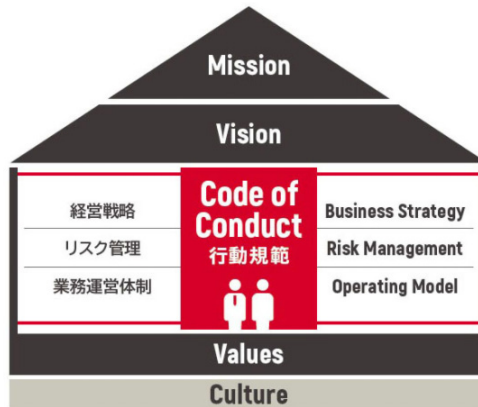 Mission
Vision
経営戦略
リスク管理
業務運営体制
Code of
Conduct
行動規範
Business Strategy
Risk Management
Operating Model
Values
Culture